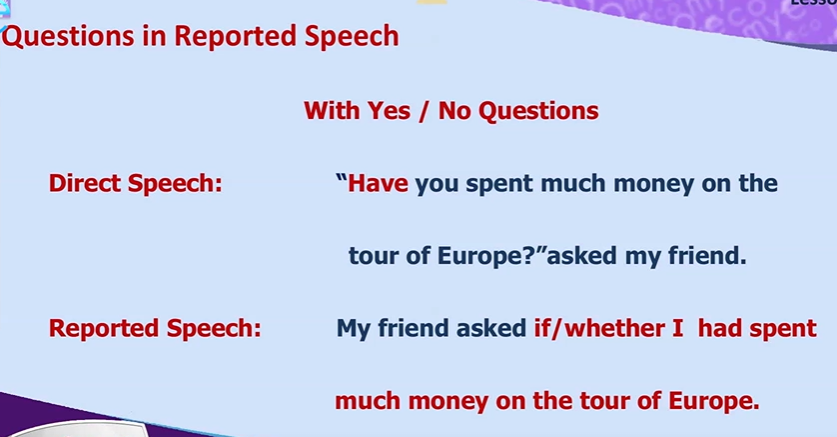 Questions in Reported Speech
With Yes / No Questions
Direct Speech: “Have you spent much money on the
tour of Europe?”asked my friend.
Reported Speech: My friend asked if/whether I had spent
much money on the tour of Europe.